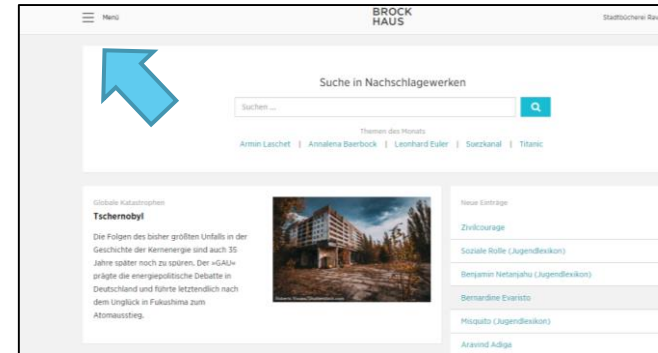 Menü
BROCK
HAUS
Stadtbücherei Rav
Suche in Nachschlagewerken
Suchen ...
Themen des Monats
Armin Laschet | Annalena Baerbock | Leonhard Euler | Suezkanal | Titanic
Globale Katastrophen
Tschernobyl
Die Folgen des bisher größten Unfalls in der
Geschichte der Kernenergie sind auch 35
Jahre später noch zu spüren. Der »GAU«
prägte die energiepolitische Debatte in
Deutschland und führte letztendlich nach
dem Unglück in Fukushima zum
Atomausstieg.
Neue Einträge
Zivilcourage
Soziale Rolle (Jugendlexikon)
Benjamin Netanjahu (Jugendlexikon)
Bernardine Evaristo
Misquito (Jugendlexikon)
Aravind Adiga